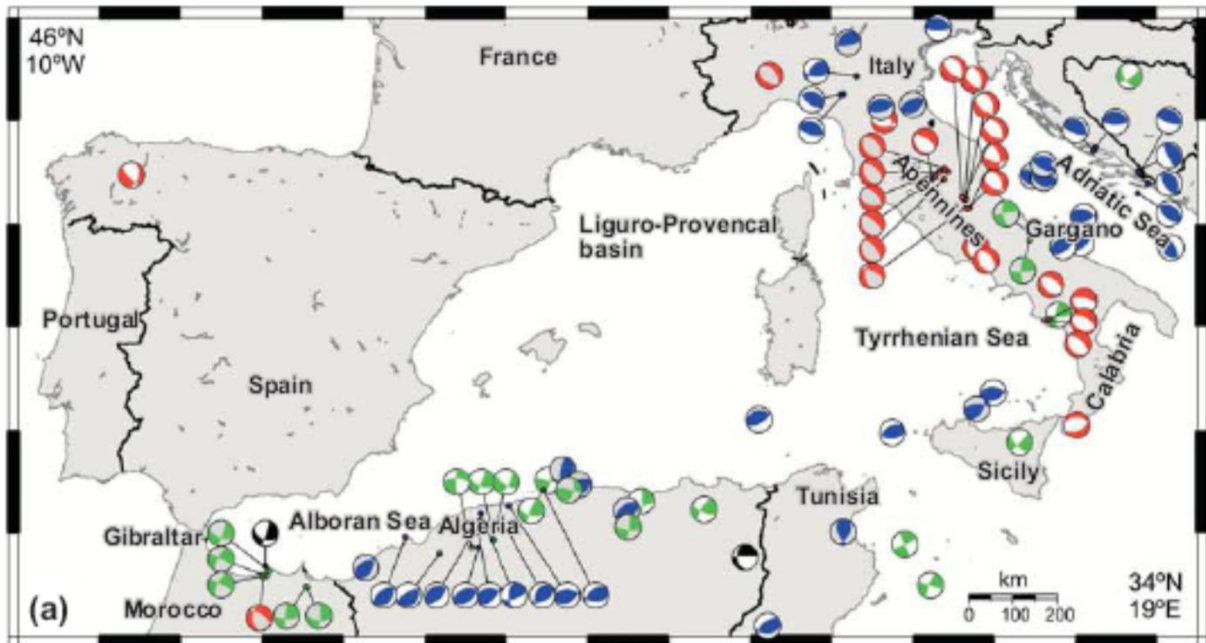 46ºN
10ºW
France
Italy
Apennines
Adriatic Sea
Liguro-Provencal
basin
Gargano
Portugal
Tyrrhenian Sea
Spain
Calabria
Sicily
Tunisia
Gibraltar
Alboran Sea
Algeria
Morocco
(a)
km
0 100 200
34ºN
19ºE